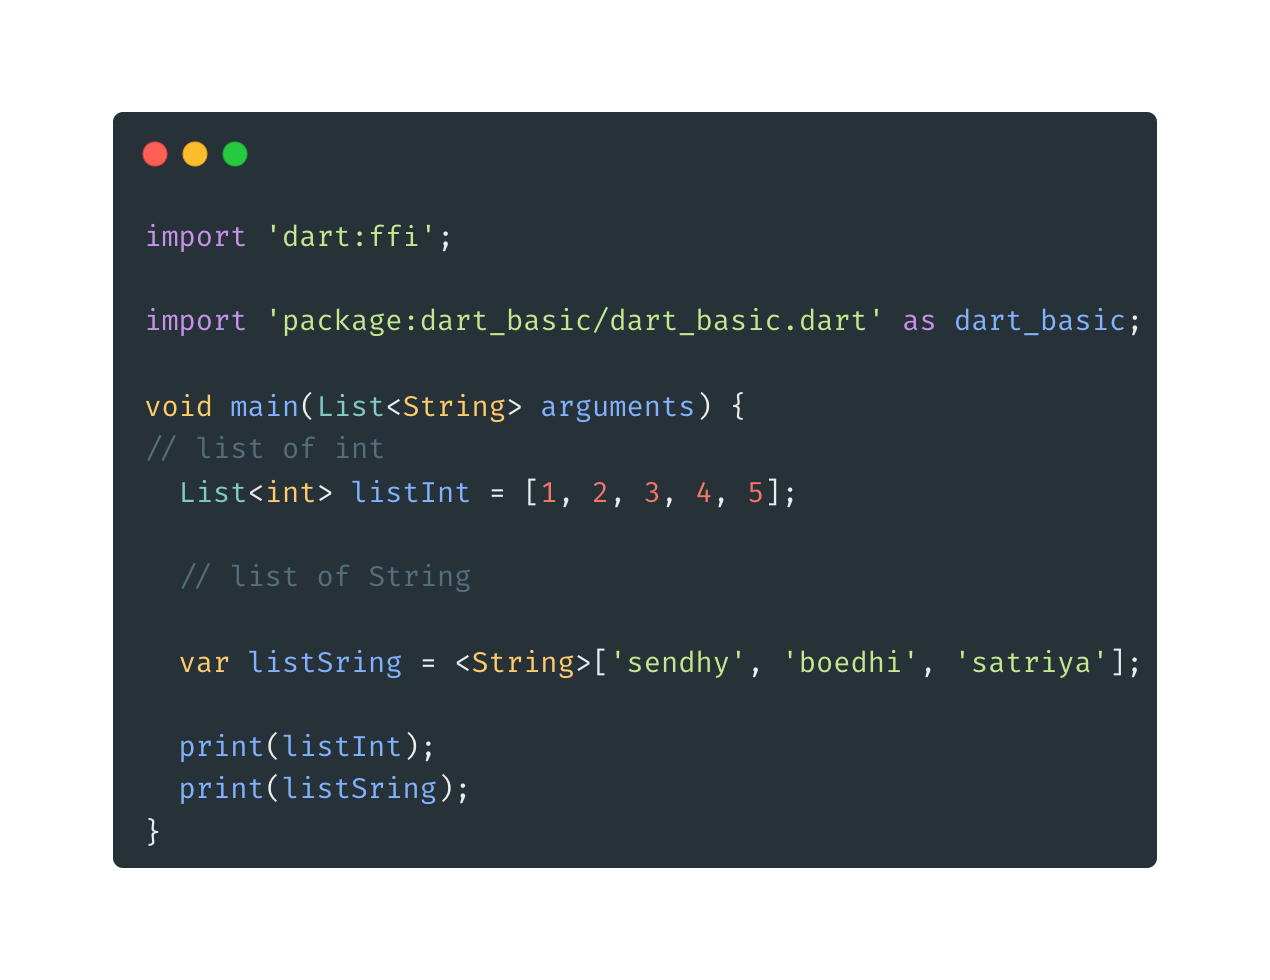 import 'dart:ffi';
import 'package:dart_basic/dart_basic.dart' as dart_basic;
void main(List<String> arguments) {
// list of int
  List<int> listInt = [1, 2, 3, 4, 5];
  // list of String
  var listSring = <String>['sendhy', 'boedhi', 'satriya'];
  print(listInt);
  print(listSring);
}